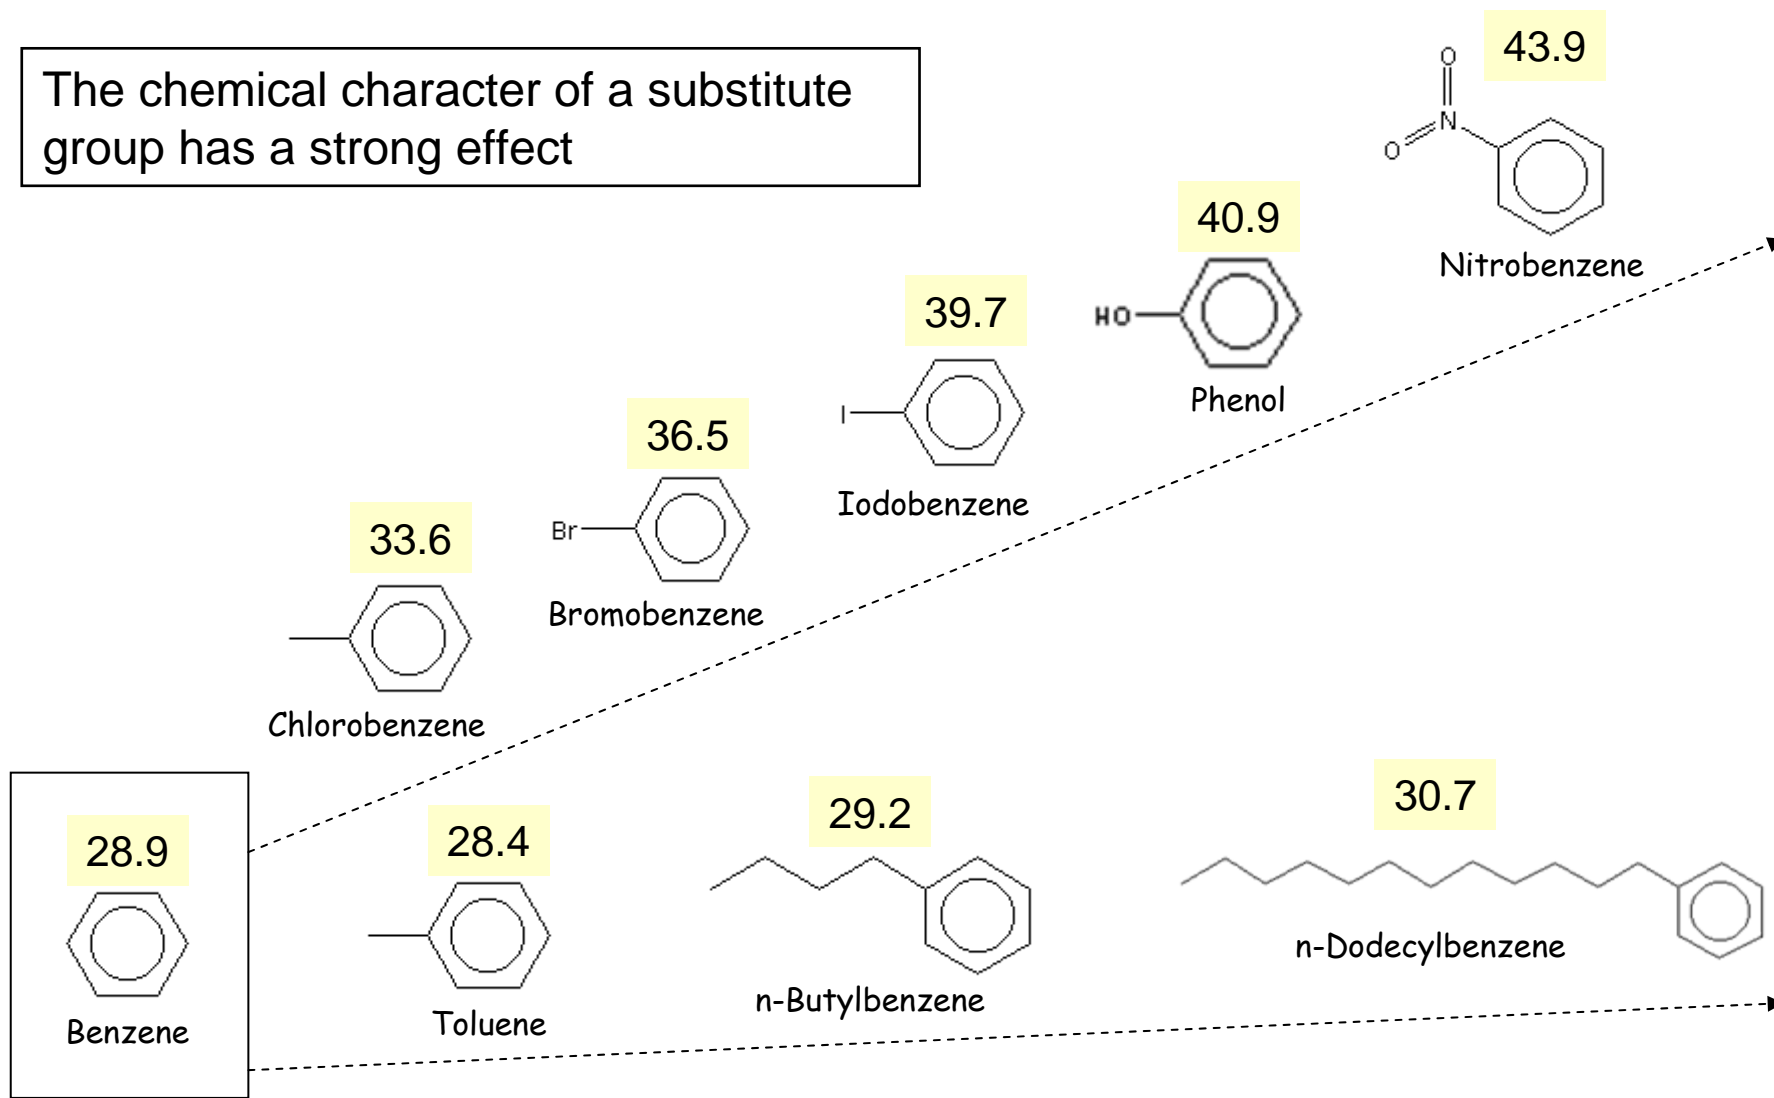 The chemical character of a substitute
group has a strong effect
43.9
O
N
O
Nitrobenzene
40.9
HO
Phenol
39.7
I
Iodobenzene
36.5
Br
Bromobenzene
33.6
Chlorobenzene
28.9
Benzene
28.4
Toluene
29.2
n-Butylbenzene
30.7
n-Dodecylbenzene